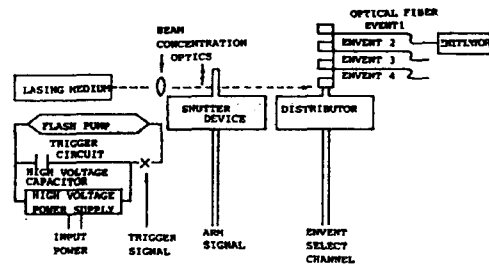 OPTICAL FIBER
EVENT1
BEAM
CONCENTRATION
OPTICS
ENVENT 2
ENVENT 3
ENVENT 4
LASING MEDIUM
SHUTTER
DEVICE
DISTRIBUTOR
FLASH PUMP
TRIGGER
CIRCUIT
HIGH VOLTAGE
CAPACITOR
HIGH VOLTAGE
POWER SUPPLY
INPUT
POWER
TRIGGER
SIGNAL
ARM
SIGNAL
ENVENT
SELECT
CHANNEL